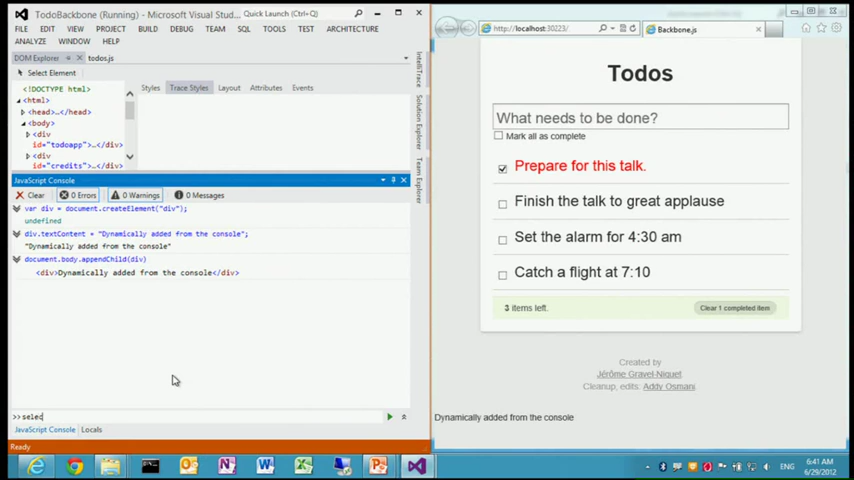 TodoBackbone (Running) - Microsoft Visual Stud...
Quick Launch (Ctrl+Q)
FILE EDIT VIEW PROJECT BUILD DEBUG TEAM SQL TOOLS TEST ARCHITECTURE
ANALYZE WINDOW HELP
DOM Explorer
todos.js
Select Element
<!DOCTYPE html>
<html>
<head>...</head>
<body>
<div
id="todoapp">...</div>
<div
id="credits">...</div>
Styles Trace Styles Layout Attributes Events
IntelliTrace
Solution Explorer
Team Explorer
JavaScript Console
Clear 0 Errors 0 Warnings 0 Messages
var div = document.createElement("div");
undefined
div.textContent = "Dynamically added from the console";
"Dynamically added from the console"
document.body.appendChild(div)
<div>Dynamically added from the console</div>
>> selec
JavaScript Console Locals
Ready
http://localhost:30223/
Backbone.js
Todos
What needs to be done?
Mark all as complete
Prepare for this talk.
Finish the talk to great applause
Set the alarm for 4:30 am
Catch a flight at 7:10
3 items left.
Clear 1 completed item
Created by
Jérôme Gravel-Niquet
Cleanup, edits: Addy Osmani
Dynamically added from the console
ENG
6:41 AM
6/29/2012